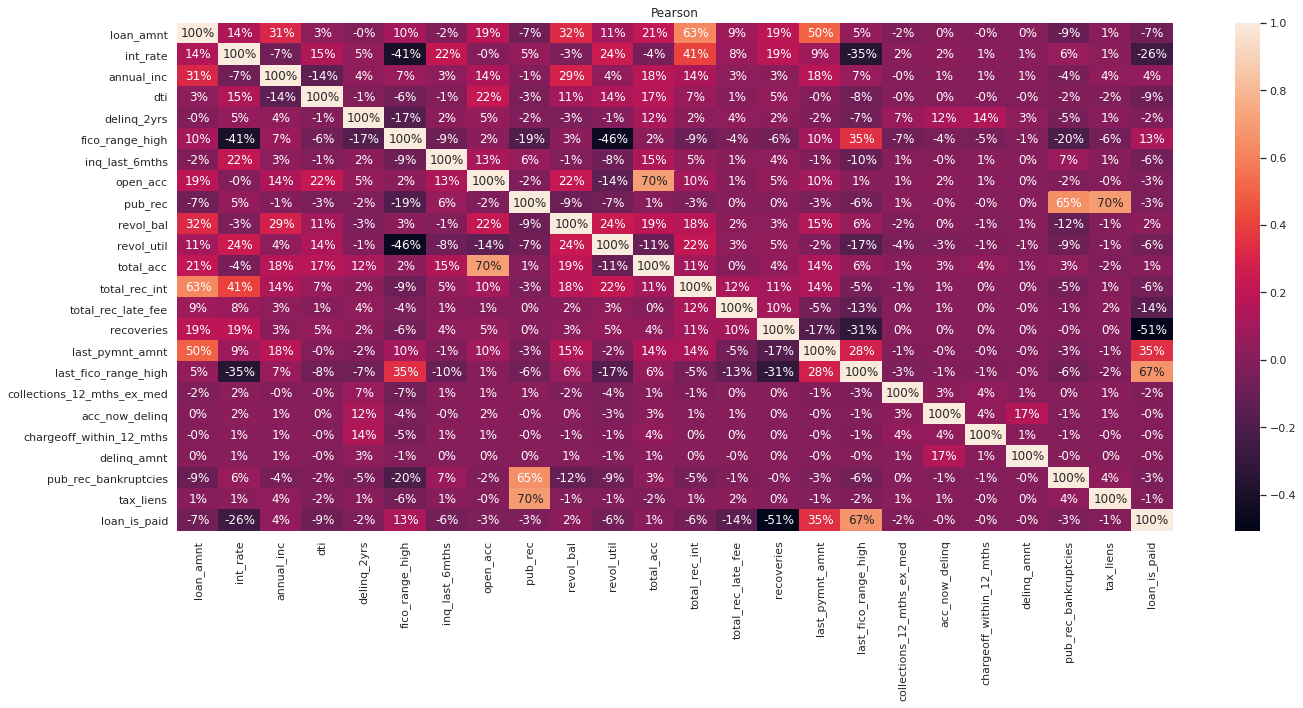 Pearson
loan_amnt 100% 14% 31% 3% -0% 10% -2% 19% -7% 32% 11% 21% 63% 9% 19% 50% 5% -2% 0% -0% 0% -9% 1% -7%
int_rate 14% 100% -7% 15% 5% -41% 22% -0% 5% -3% 24% -4% 41% 8% 19% 9% -35% 2% 2% 1% 1% 6% 1% -26%
annual_inc 31% -7% 100% -14% 4% 7% 3% 14% -1% 29% 4% 18% 14% 3% 3% 18% 7% -0% 1% 1% 1% -4% 4% 4%
dti 3% 15% -14% 100% -1% -6% -1% 22% -3% 11% 14% 17% 7% 1% 5% -0% -8% -0% 0% -0% -0% -2% -2% -9%
delinq_2yrs -0% 5% 4% -1% 100% -17% 2% 5% -2% -3% -1% 12% 2% 4% 2% -2% -7% 7% 12% 14% 3% -5% 1% -2%
fico_range_high 10% -41% 7% -6% -17% 100% -9% 2% -19% 3% -46% 2% -9% -4% -6% 10% 35% -7% -4% -5% -1% -20% -6% 13%
inq_last_6mths -2% 22% 3% -1% 2% -9% 100% 13% 6% -1% -8% 15% 5% 1% 4% -1% -10% 1% -0% 1% 0% 7% 1% -6%
open_acc 19% -0% 14% 22% 5% 2% 13% 100% -2% 22% -14% 70% 10% 1% 5% 10% 1% 1% 2% 1% 0% -2% -0% -3%
pub_rec -7% 5% -1% -3% -2% -19% 6% -2% 100% -9% -7% 1% -3% 0% 0% -3% -6% 1% -0% -0% 0% 65% 70% -3%
revol_bal 32% -3% 29% 11% -3% 3% -1% 22% -9% 100% 24% 19% 18% 2% 3% 15% 6% -2% 0% -1% 1% -12% -1% 2%
revol_util 11% 24% 4% 14% -1% -46% -8% -14% -7% 24% 100% -11% 22% 3% 5% -2% -17% -4% -3% -1% -1% -9% -1% -6%
total_acc 21% -4% 18% 17% 12% 2% 15% 70% 1% 19% -11% 100% 11% 0% 4% 14% 6% 1% 3% 4% 1% 3% -2% 1%
total_rec_int 63% 41% 14% 7% 2% -9% 5% 10% -3% 18% 22% 11% 100% 12% 11% 14% -5% -1% 1% 0% 0% -5% 1% -6%
total_rec_late_fee 9% 8% 3% 1% 4% -4% 1% 1% 0% 2% 3% 0% 12% 100% 10% -5% -13% 0% 1% 0% -0% -1% 2% -14%
recoveries 19% 19% 3% 5% 2% -6% 4% 5% 0% 3% 5% 4% 11% 10% 100% -17% -31% 0% 0% 0% 0% -0% 0% -51%
last_pymnt_amnt 50% 9% 18% -0% -2% 10% -1% 10% -3% 15% -2% 14% 14% -5% -17% 100% 28% -1% -0% -0% -0% -3% -1% 35%
last_fico_range_high 5% -35% 7% -8% -7% 35% -10% 1% -6% 6% -17% 6% -5% -13% -31% 28% 100% -3% -1% -1% -0% -6% -2% 67%
collections_12_mths_ex_med -2% 2% -0% -0% 7% -7% 1% 1% 1% -2% -4% 1% -1% 0% 0% -1% -3% 100% 3% 4% 1% 0% 1% -2%
acc_now_delinq 0% 2% 1% 0% 12% -4% -0% 2% -0% 0% -3% 3% 1% 1% 0% -0% -1% 3% 100% 4% 17% -1% 1% -0%
chargeoff_within_12_mths -0% 1% 1% -0% 14% -5% 1% 1% -0% -1% -1% 4% 0% 0% 0% -0% -1% 4% 4% 100% 1% -1% -0% -0%
delinq_amnt 0% 1% 1% -0% 3% -1% 0% 0% 0% 1% -1% 1% 0% -0% 0% -0% -0% 1% 17% 1% 100% -0% 0% -0%
pub_rec_bankruptcies -9% 6% -4% -2% -5% -20% 7% -2% 65% -12% -9% 3% -5% -1% -0% -3% -6% 0% -1% -1% -0% 100% 4% -3%
tax_liens 1% 1% 4% -2% 1% -6% 1% -0% 70% -1% -1% -2% 1% 2% 0% -1% -2% 1% 1% -0% 0% 4% 100% -1%
loan_is_paid -7% -26% 4% -9% -2% 13% -6% -3% -3% 2% -6% 1% -6% -14% -51% 35% 67% -2% -0% -0% -0% -3% -1% 100%
loan_amnt
int_rate
annual_inc
dti
delinq_2yrs
fico_range_high
inq_last_6mths
open_acc
pub_rec
revol_bal
revol_util
total_acc
total_rec_int
total_rec_late_fee
recoveries
last_pymnt_amnt
last_fico_range_high
collections_12_mths_ex_med
acc_now_delinq
chargeoff_within_12_mths
delinq_amnt
pub_rec_bankruptcies
tax_liens
loan_is_paid
1.0
0.8
0.6
0.4
0.2
0.0
−0.2
−0.4